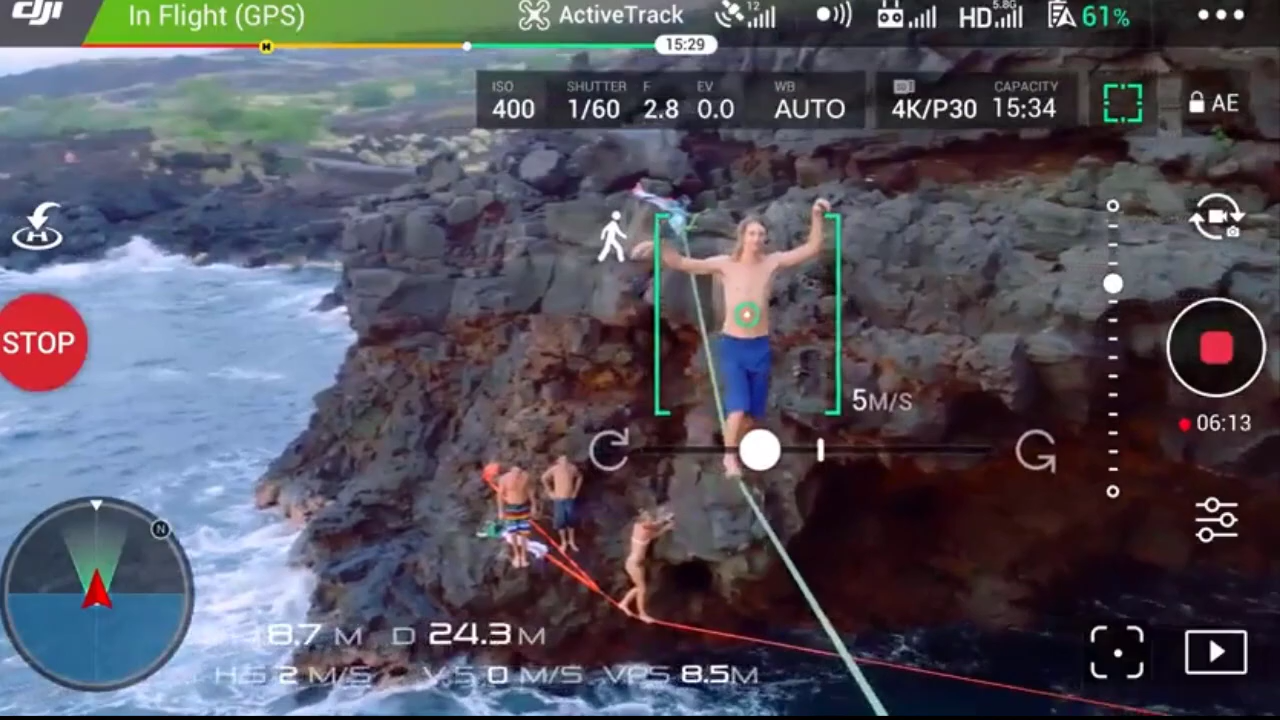 dji In Flight (GPS) ActiveTrack 12 HD 5.8G 61%
H 15:29
ISO SHUTTER F EV WB CAPACITY
400 1/60 2.8 0.0 AUTO 4K/P30 15:34 AE
H
STOP
5M/S
06:13
N
H 8.7 M D 24.3 M
H.S 2 M/S V.S 0 M/S VPS 8.5M